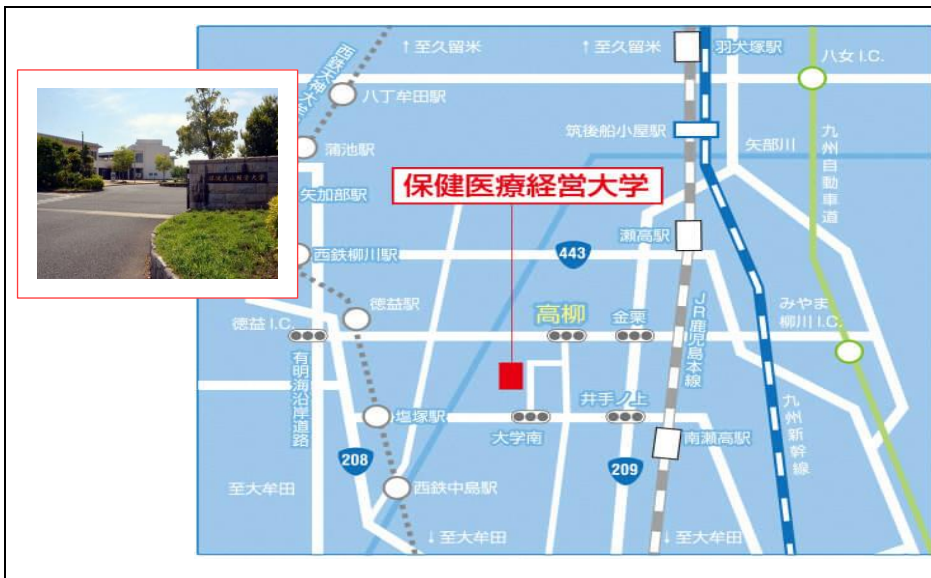 ↑至久留米
↑至久留米
羽犬塚駅
八女 I.C.
西鉄天神大
八丁牟田駅
筑後船小屋駅
矢部川
九州自動車道
蒲池駅
矢加部駅
保健医療経営大学
瀬高駅
西鉄柳川駅
443
徳益駅
高柳
金栗
JR鹿児島本線
みやま
柳川 I.C.
徳益 I.C.
有明海沿岸道路
塩塚駅
大学南
井手ノ上
南瀬高駅
九州新幹線
208
209
西鉄中島駅
至大牟田
↓至大牟田
↓至大牟田